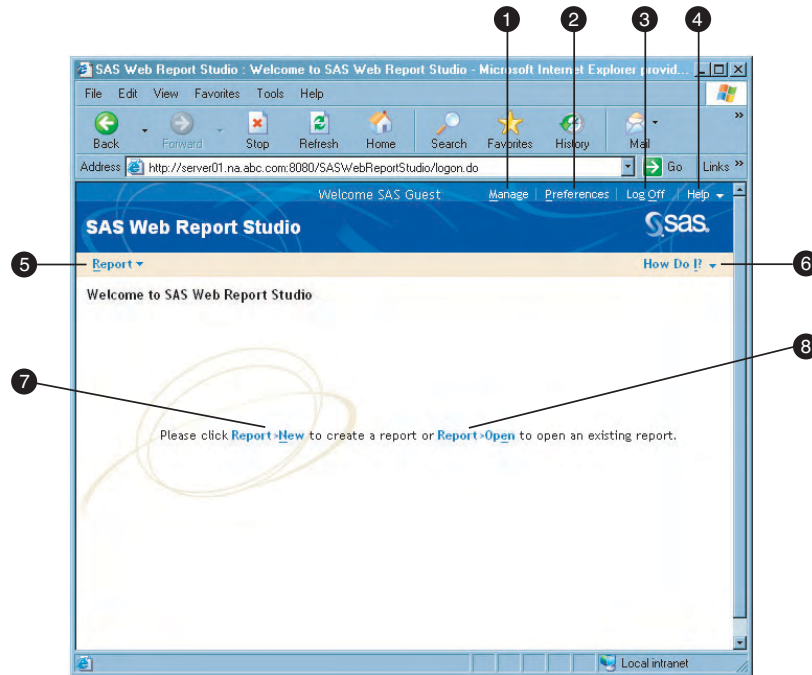 1 2 3 4
SAS Web Report Studio : Welcome to SAS Web Report Studio - Microsoft Internet Explorer provid...
File Edit View Favorites Tools Help
Back Forward Stop Refresh Home Search Favorites History Mail »
Address http://server01.na.abc.com:8080/SASWebReportStudio/logon.do Go Links »
Welcome SAS Guest Manage | Preferences | Log Off | Help
SAS Web Report Studio sas.
5 Report How Do I? 6
Welcome to SAS Web Report Studio
8
7
Please click Report>New to create a report or Report>Open to open an existing report.
Local intranet